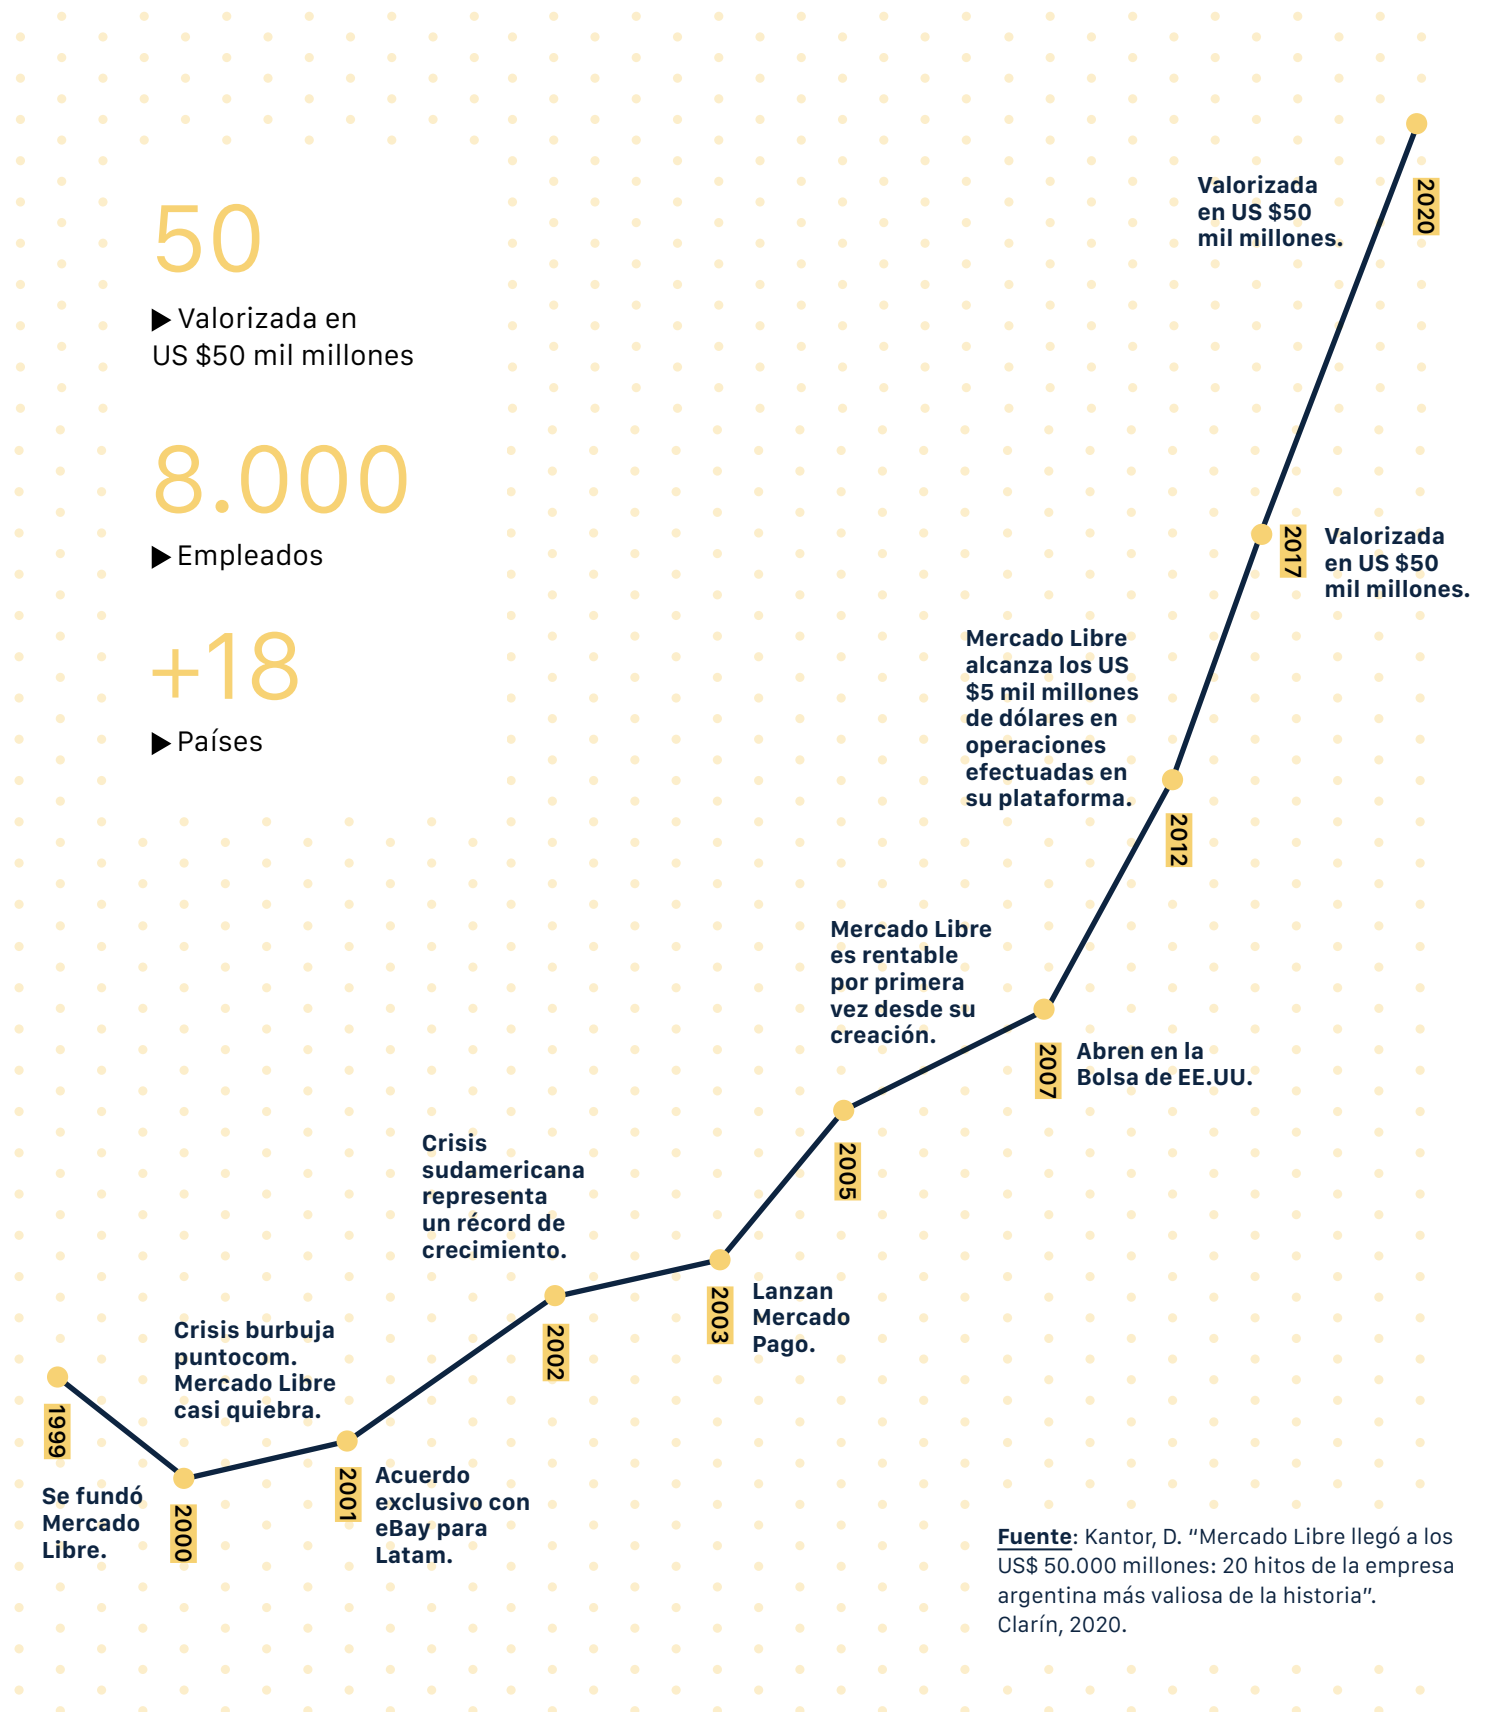 50
▶ Valorizada en
US $50 mil millones
8.000
▶ Empleados
+18
▶ Países
1999
Se fundó
Mercado
Libre.
2000
Crisis burbuja
puntocom.
Mercado Libre
casi quiebra.
2001
Acuerdo
exclusivo con
eBay para
Latam.
2002
Crisis
sudamericana
representa
un récord de
crecimiento.
2003
Lanzan
Mercado
Pago.
2005
Mercado Libre
es rentable
por primera
vez desde su
creación.
2007
Abren en la
Bolsa de EE.UU.
2012
Mercado Libre
alcanza los US
$5 mil millones
de dólares en
operaciones
efectuadas en
su plataforma.
2017
Valorizada
en US $50
mil millones.
2020
Valorizada
en US $50
mil millones.
Fuente: Kantor, D. “Mercado Libre llegó a los
US$ 50.000 millones: 20 hitos de la empresa
argentina más valiosa de la historia”.
Clarín, 2020.